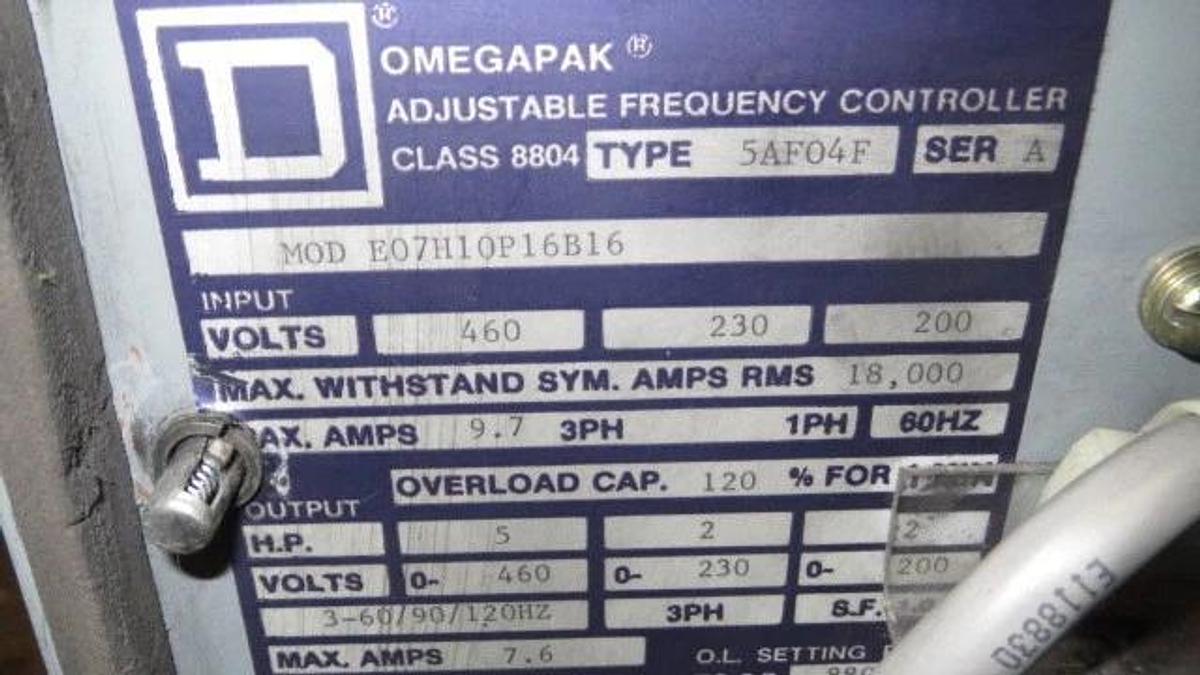 D ®
OMEGAPAK ®
ADJUSTABLE FREQUENCY CONTROLLER
CLASS 8804 TYPE 5AF04F SER A
MOD E07H10P16B16
INPUT
VOLTS 460 230 200
MAX. WITHSTAND SYM. AMPS RMS 18,000
AX. AMPS 9.7 3PH 1PH 60HZ
OVERLOAD CAP. 120 % FOR
OUTPUT
H.P. 5 2 2
VOLTS 0- 460 0- 230 0- 200
3-60/90/120HZ 3PH S.F.
MAX. AMPS 7.6 O.L. SETTING
E118830